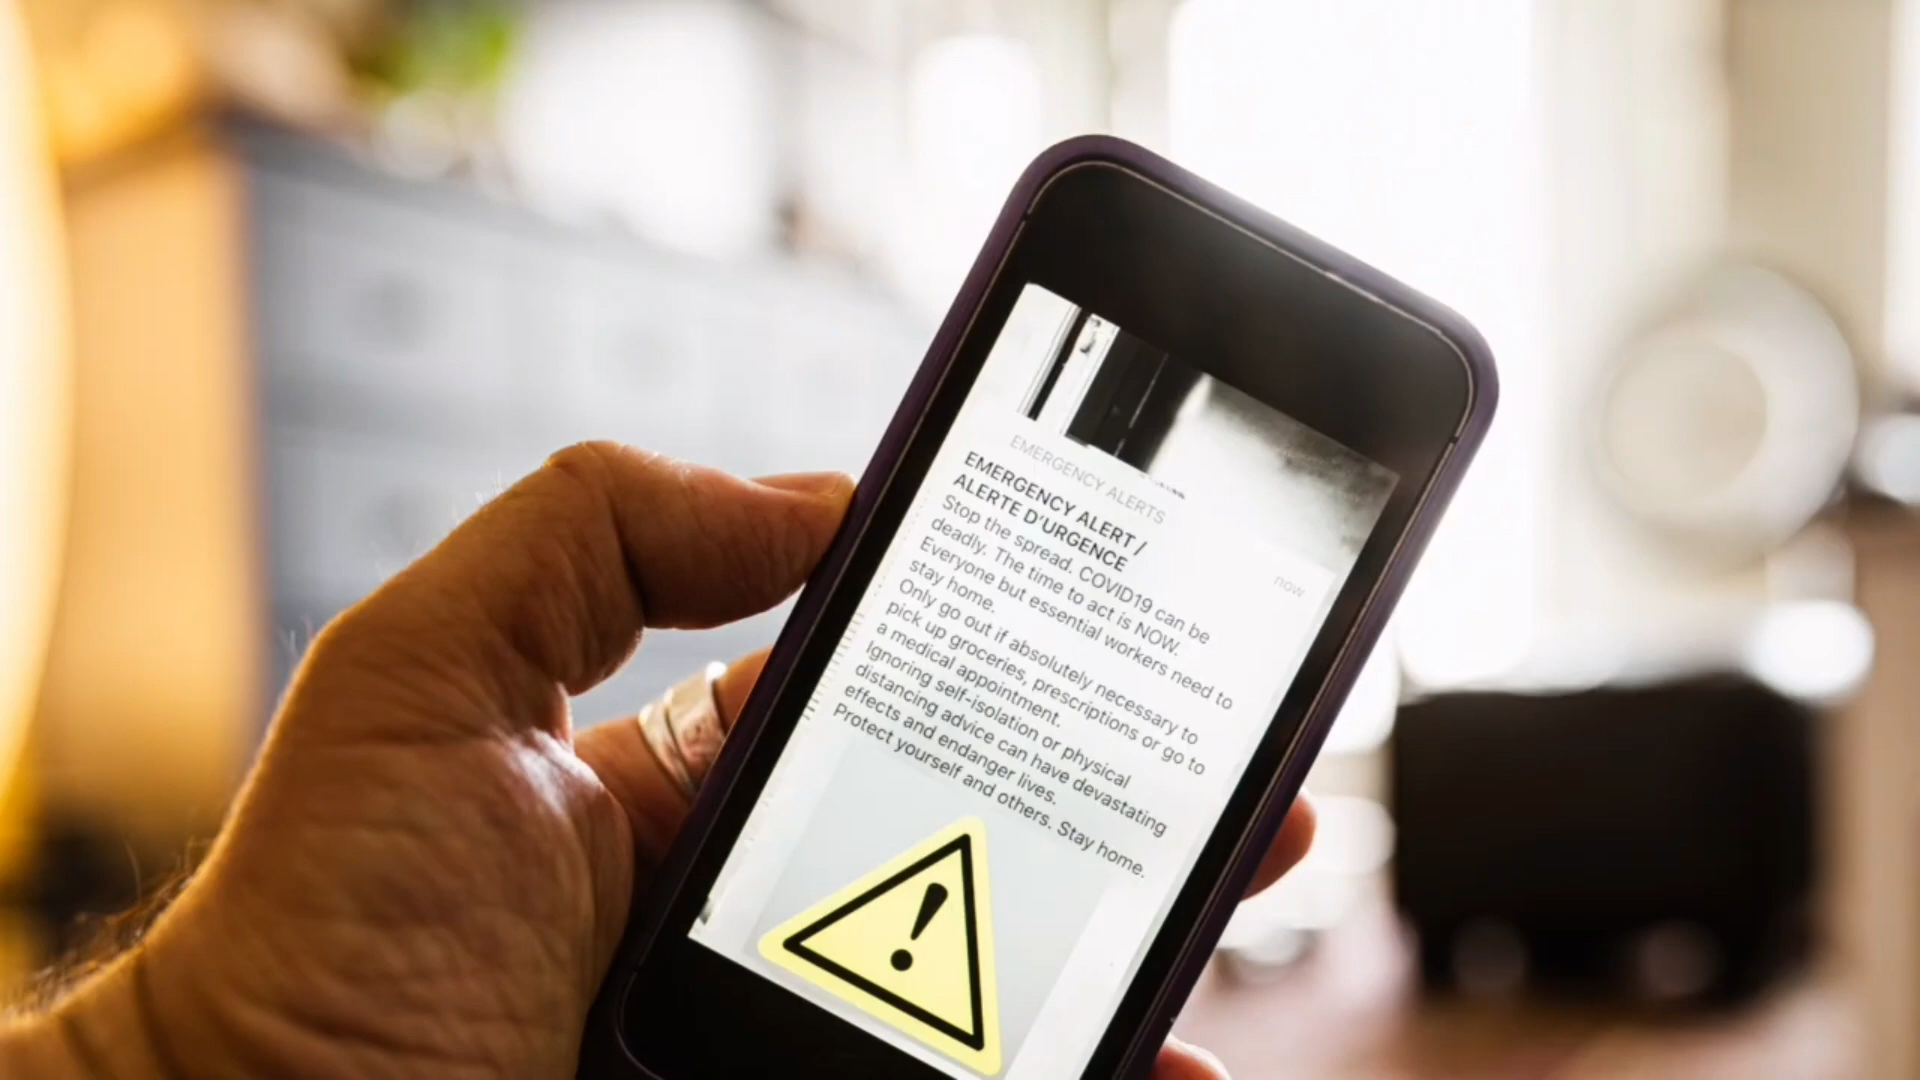 EMERGENCY ALERTS
now
EMERGENCY ALERT /
ALERTE D'URGENCE
Stop the spread. COVID19 can be
deadly. The time to act is NOW.
Everyone but essential workers need to
stay home.
Only go out if absolutely necessary to
pick up groceries, prescriptions or go to
a medical appointment.
Ignoring self-isolation or physical
distancing advice can have devastating
effects and endanger lives.
Protect yourself and others. Stay home.